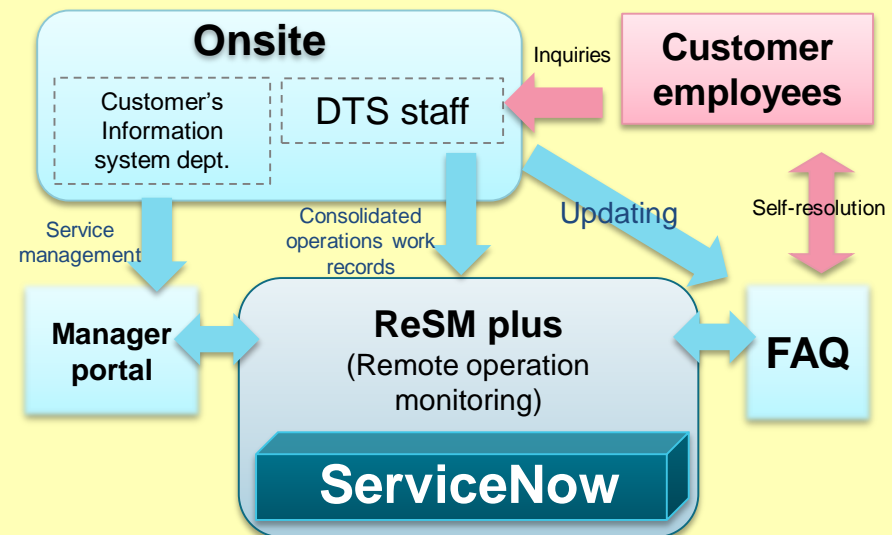 Onsite
Customer's
Information
system dept.
DTS staff
Inquiries
Customer
employees
Service
management
Consolidated
operations work
records
Updating
Self-resolution
Manager
portal
ReSM plus
(Remote operation
monitoring)
ServiceNow
FAQ